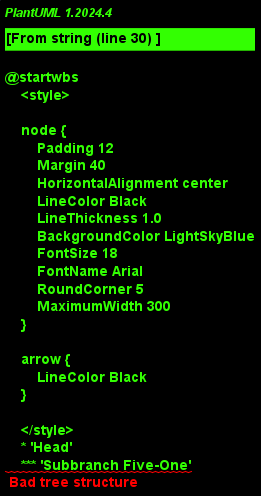 PlantUML 1.2024.4
[From string (line 30) ]
@startwbs
<style>
node {
Padding 12
Margin 40
HorizontalAlignment center
LineColor Black
LineThickness 1.0
BackgroundColor LightSkyBlue
FontSize 18
FontName Arial
RoundCorner 5
MaximumWidth 300
}
arrow {
LineColor Black
}
</style>
* 'Head'
*** 'Subbranch Five-One'
Bad tree structure